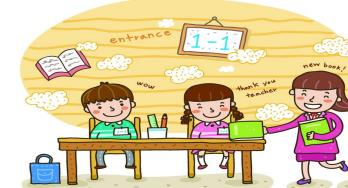 entrance
1-1
new book!
wow
thank you
teacher